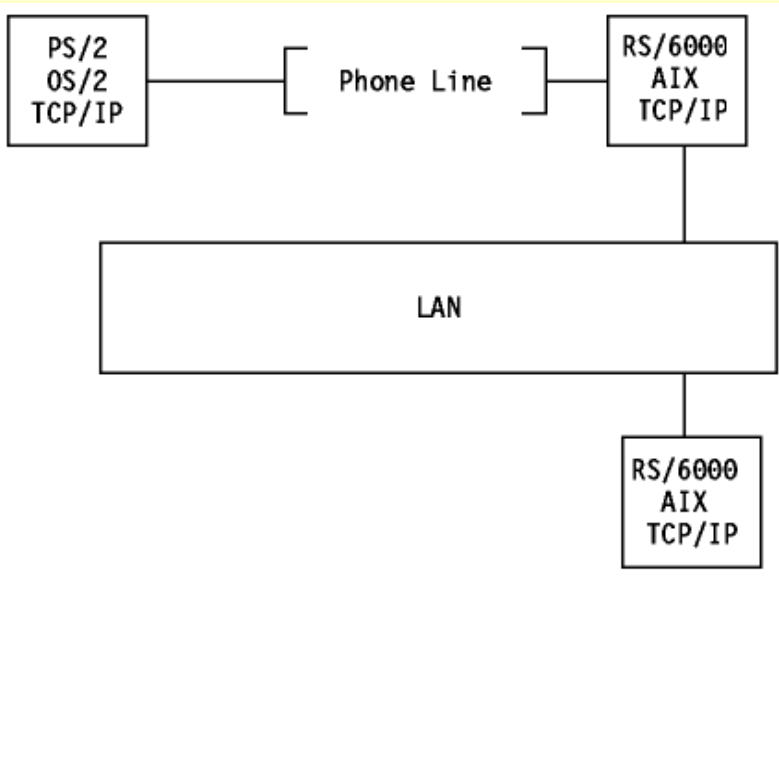 PS/2
OS/2
TCP/IP
Phone Line
RS/6000
AIX
TCP/IP
LAN
RS/6000
AIX
TCP/IP